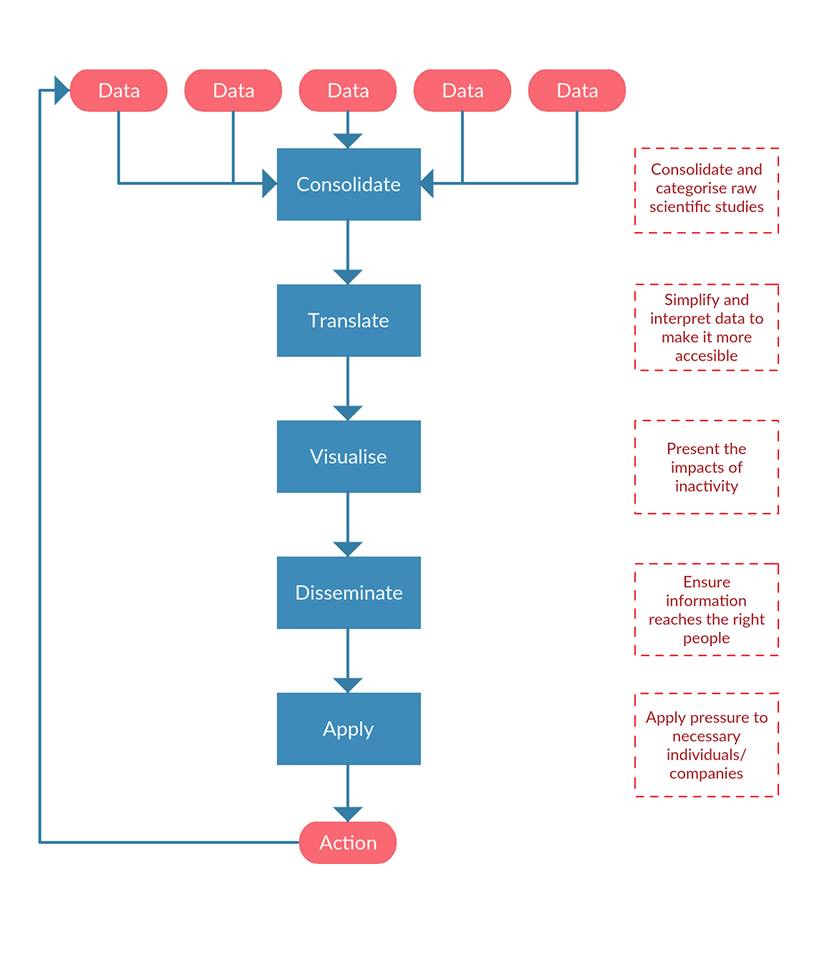 Data Data Data Data Data
Consolidate
Consolidate and
categorise raw
scientific studies
Translate
Simplify and
interpret data to
make it more
accesible
Visualise
Present the
impacts of
inactivity
Disseminate
Ensure
information
reaches the right
people
Apply
Apply pressure to
necessary
individuals/
companies
Action